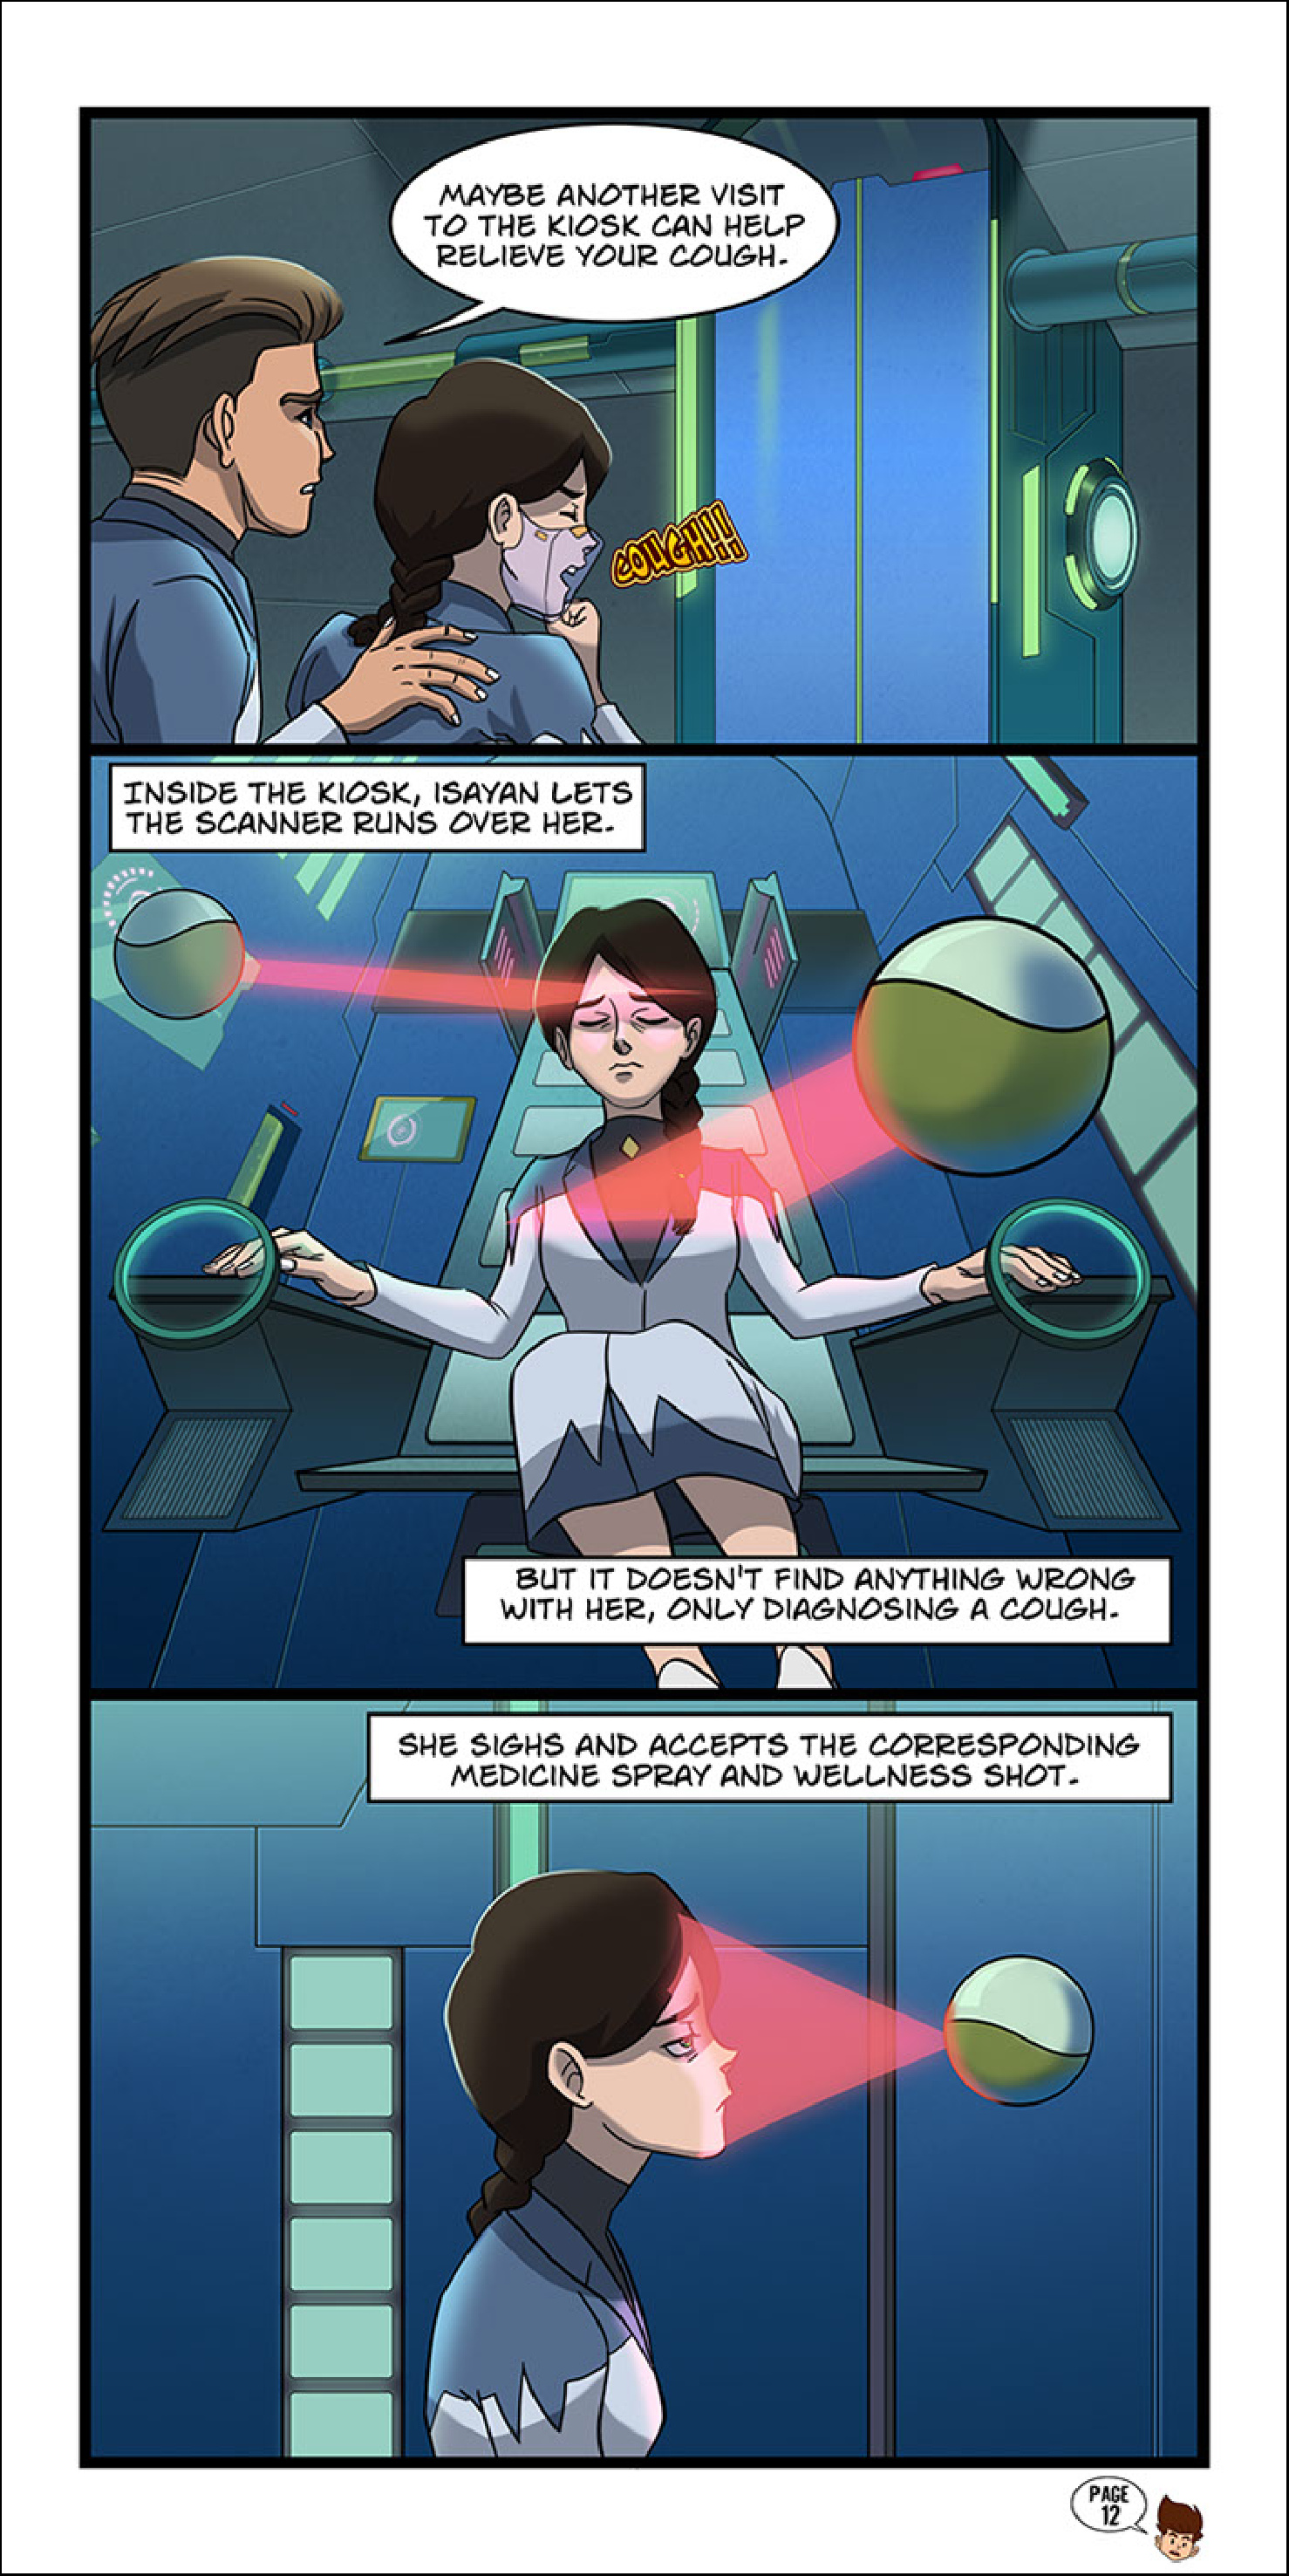 MAYBE ANOTHER VISIT
TO THE KIOSK CAN HELP
RELIEVE YOUR COUGH.
COUGH!!!
INSIDE THE KIOSK, ISAYAN LETS
THE SCANNER RUNS OVER HER.
BUT IT DOESN'T FIND ANYTHING WRONG
WITH HER, ONLY DIAGNOSING A COUGH.
SHE SIGHS AND ACCEPTS THE CORRESPONDING
MEDICINE SPRAY AND WELLNESS SHOT.
PAGE
12